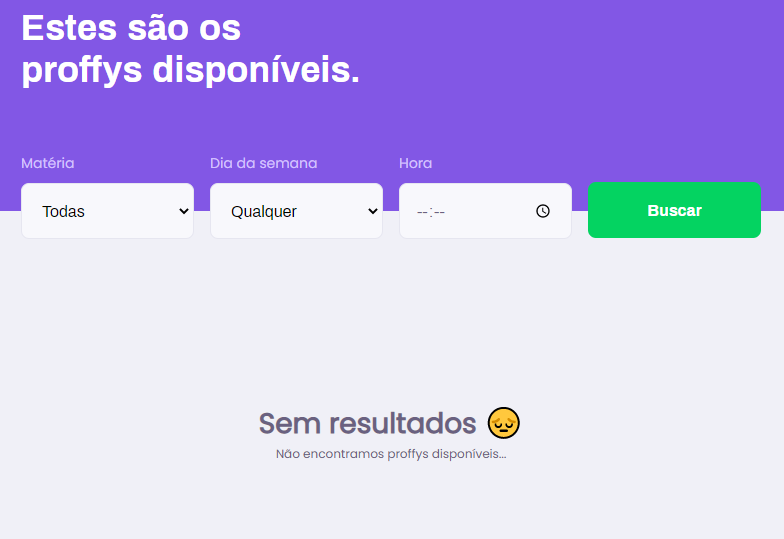 Estes são os
proffys disponíveis.
Matéria Dia da semana Hora
Todas Qualquer --:-- Buscar
Sem resultados 😔
Não encontramos proffys disponíveis...